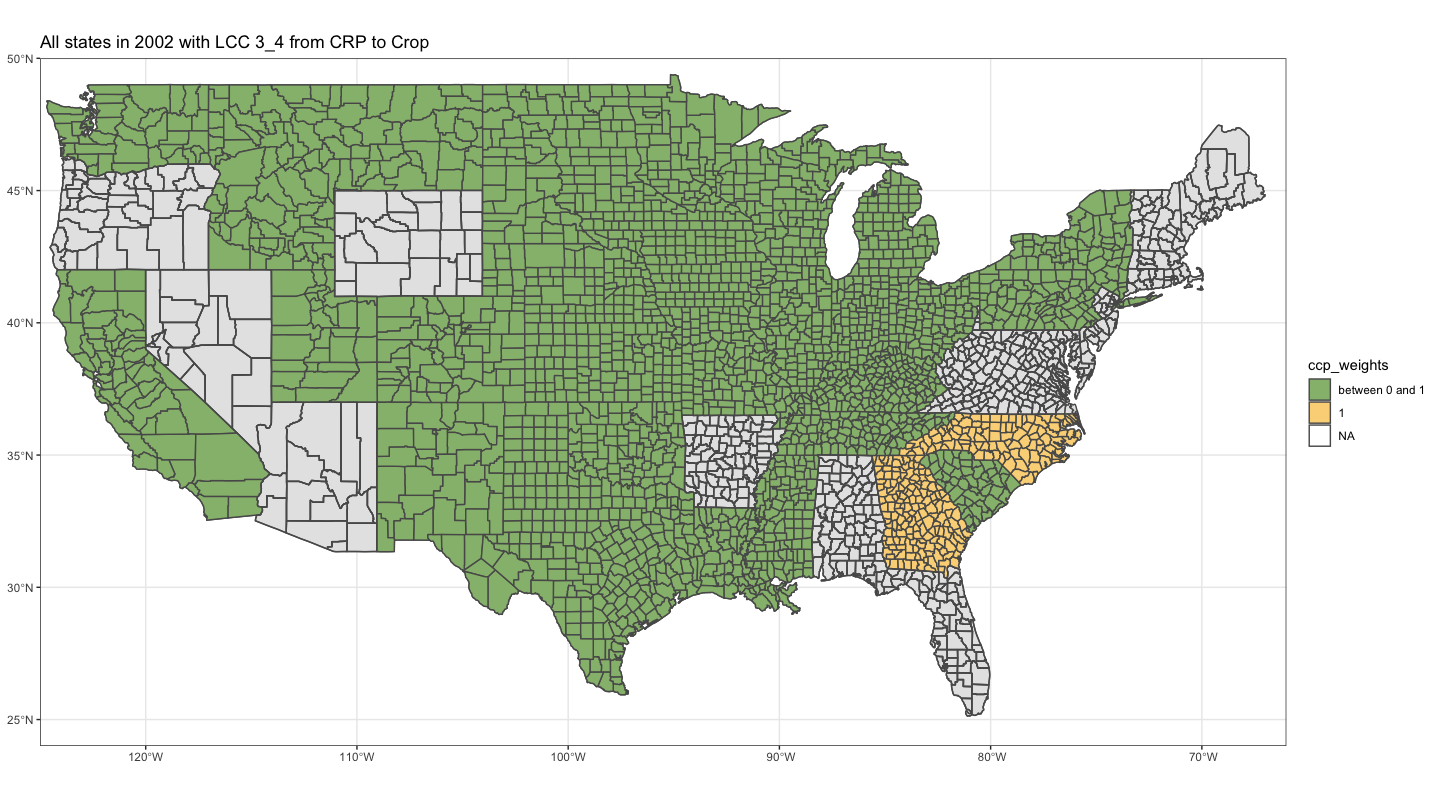 All states in 2002 with LCC 3_4 from CRP to Crop
50°N
45°N
40°N
35°N
30°N
25°N
120°W
110°W
100°W
90°W
80°W
70°W
ccp_weights
between 0 and 1
1
NA